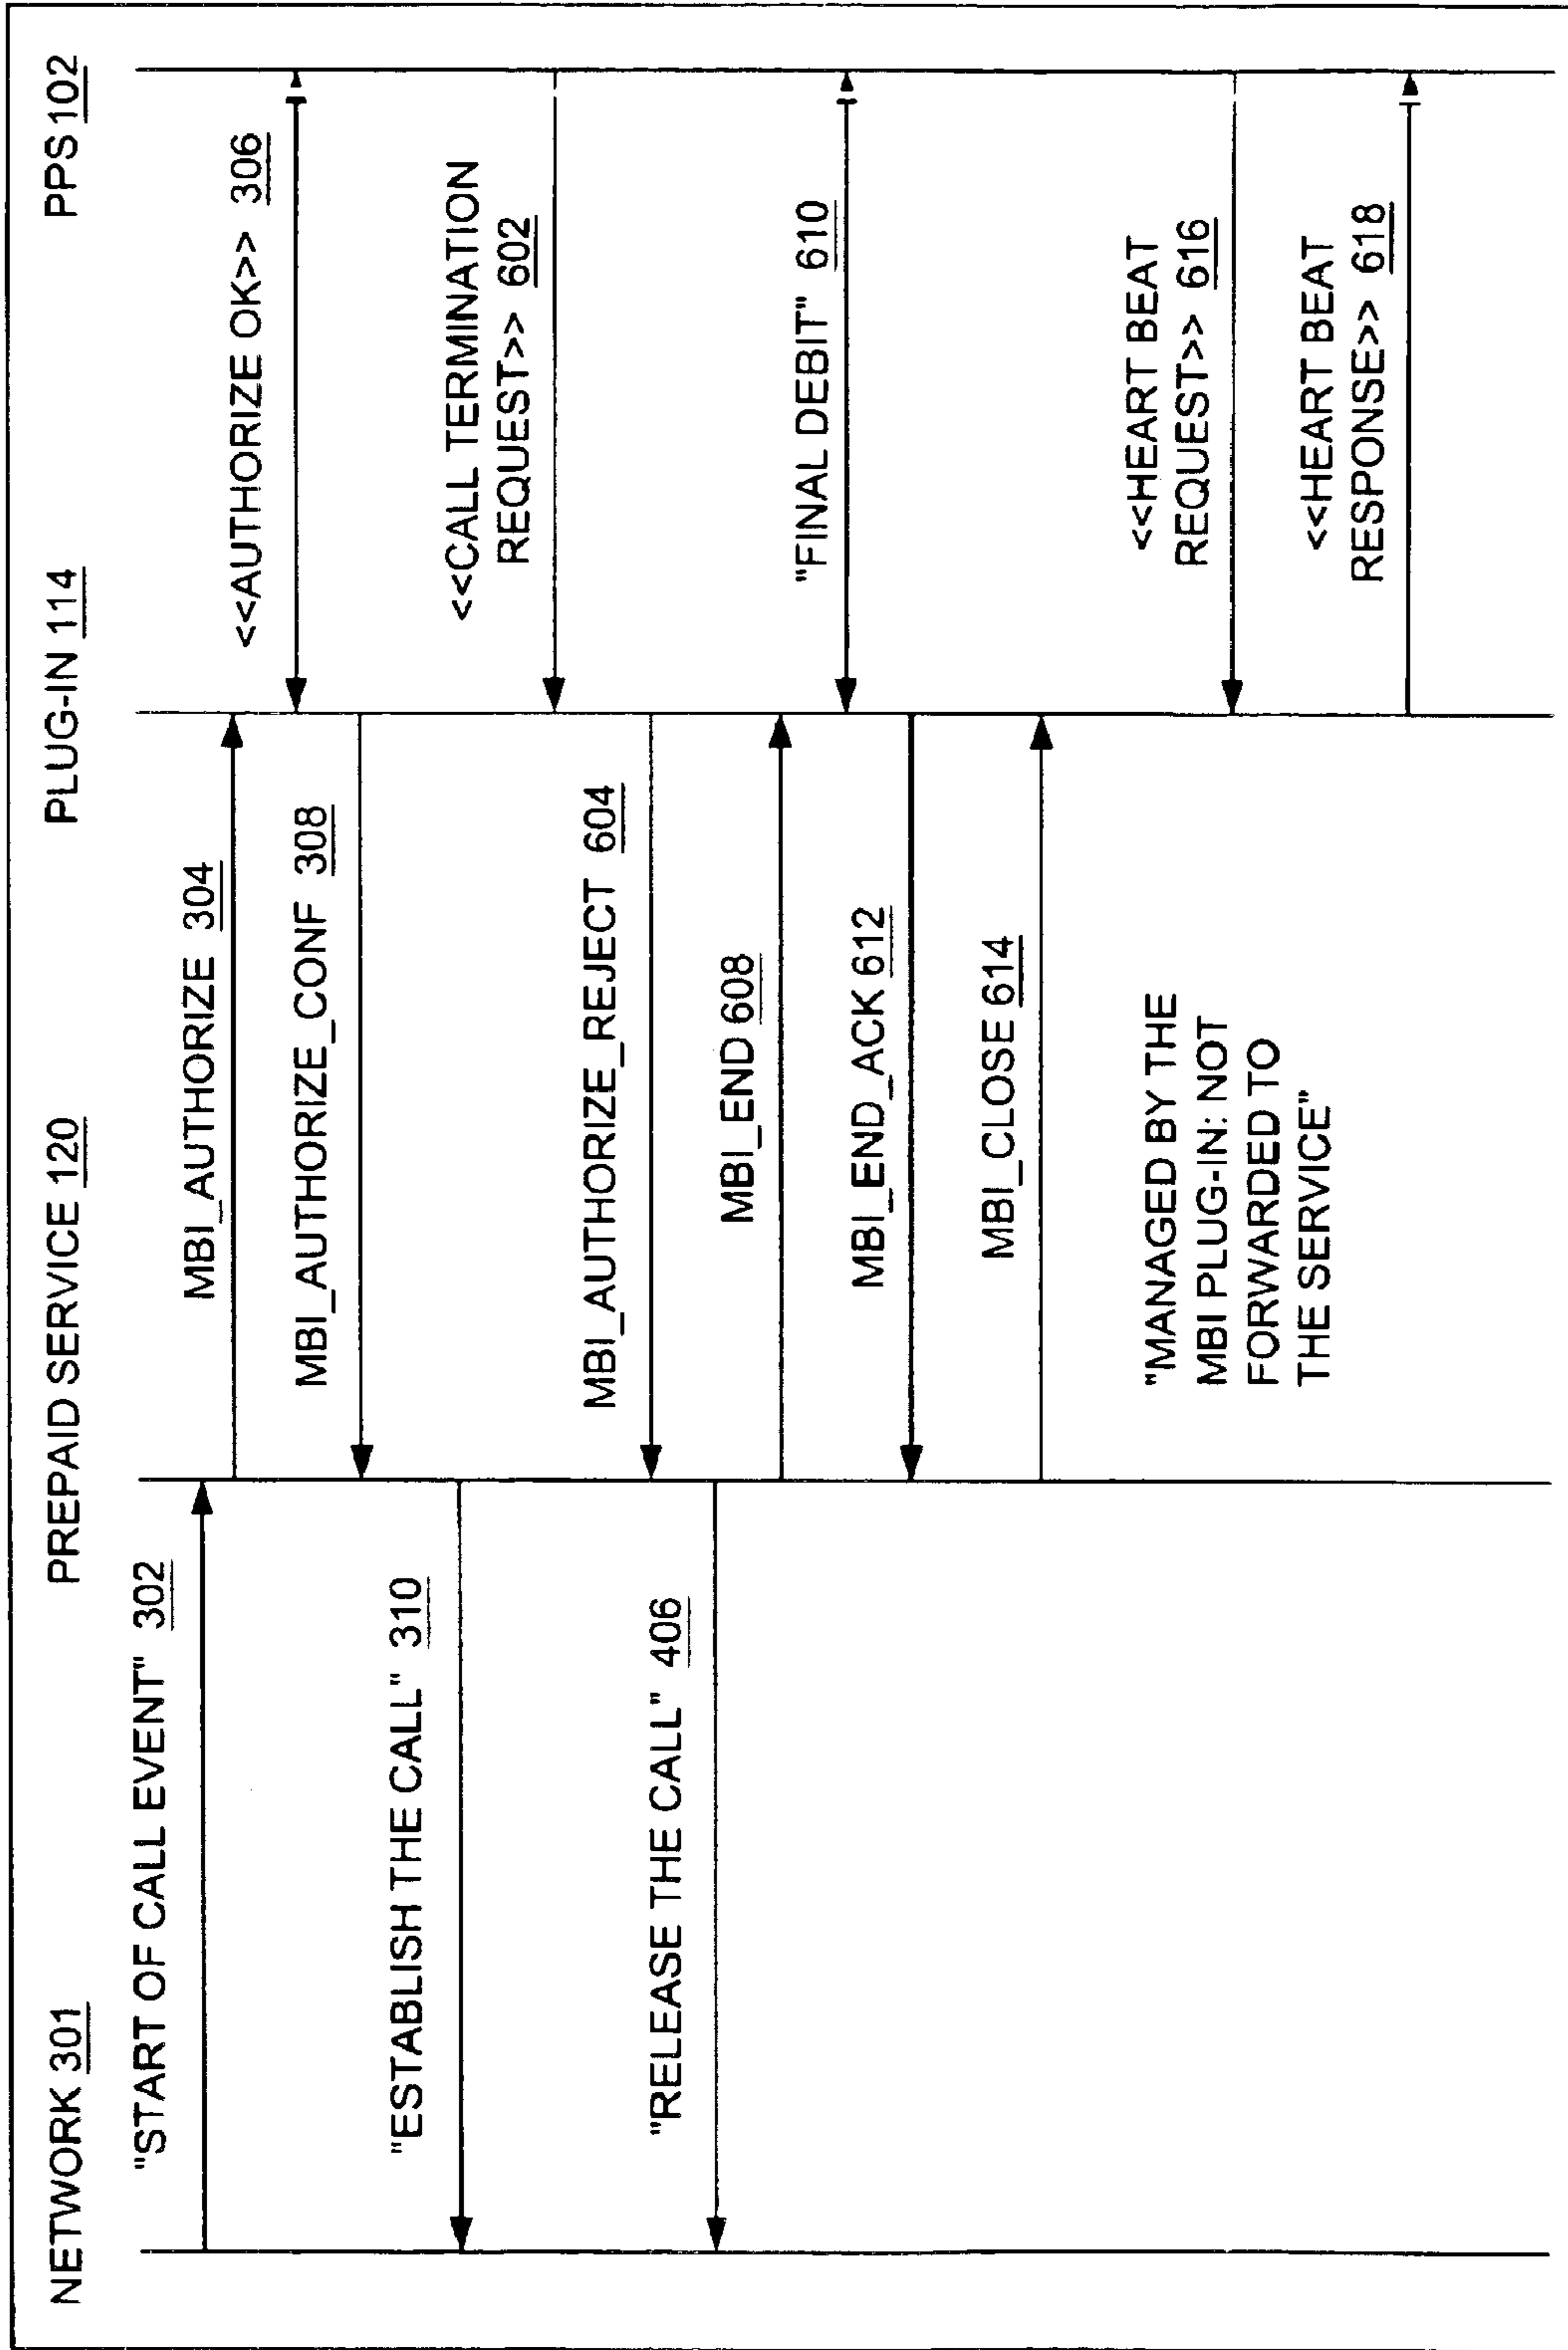 NETWORK 301
PREPAID SERVICE 120
PLUG-IN 114
PPS 102
"START OF CALL EVENT" 302
MBI_AUTHORIZE 304
<<AUTHORIZE OK>> 306
MBI_AUTHORIZE_CONF 308
"ESTABLISH THE CALL" 310
<<CALL TERMINATION
REQUEST>> 602
MBI_AUTHORIZE_REJECT 604
"RELEASE THE CALL" 406
MBI_END 608
"FINAL DEBIT" 610
MBI_END_ACK 612
MBI_CLOSE 614
"MANAGED BY THE
MBI PLUG-IN: NOT
FORWARDED TO
THE SERVICE"
<<HEART BEAT
REQUEST>> 616
<<HEART BEAT
RESPONSE>> 618